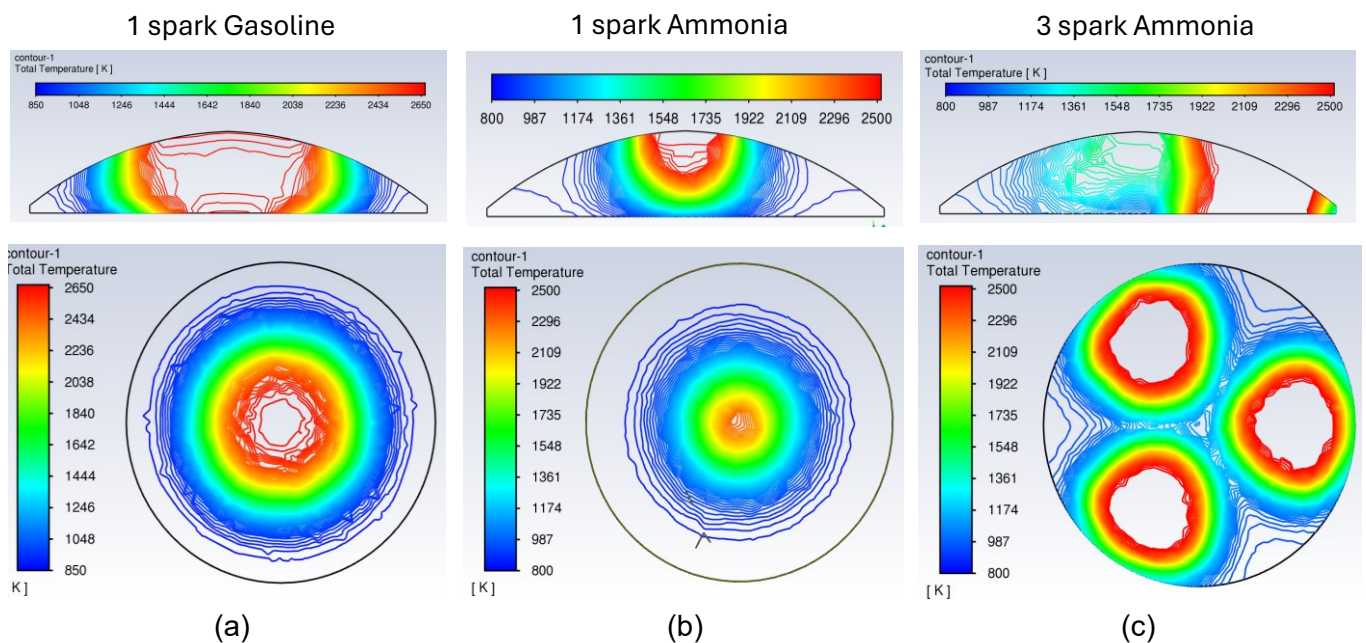 1 spark Gasoline
1 spark Ammonia
3 spark Ammonia
contour-1
Total Temperature [ K ]
850 1048 1246 1444 1642 1840 2038 2236 2434 2650
800 987 1174 1361 1548 1735 1922 2109 2296 2500
contour-1
Total Temperature [ K ]
800 987 1174 1361 1548 1735 1922 2109 2296 2500
contour-1
Total Temperature
2650
2434
2236
2038
1840
1642
1444
1246
1048
850
[ K ]
contour-1
Total Temperature
2500
2296
2109
1922
1735
1548
1361
1174
987
800
[ K ]
contour-1
Total Temperature
2500
2296
2109
1922
1735
1548
1361
1174
987
800
[ K ]
(a)
(b)
(c)